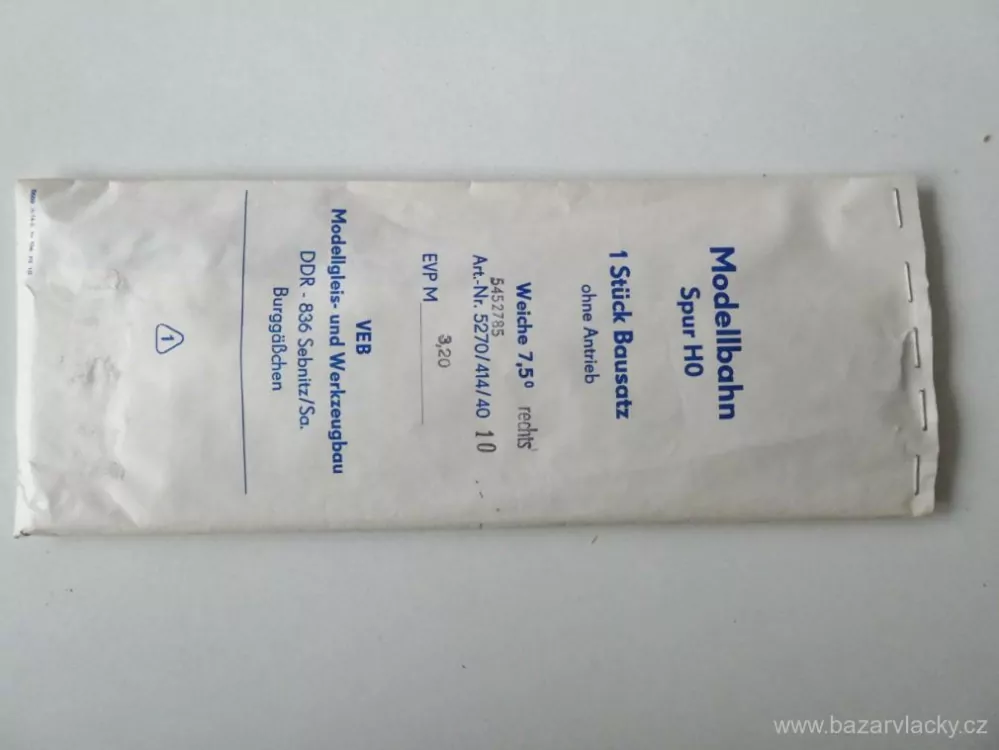 Modellbahn
Spur H0
1 Stück Bausatz
ohne Antrieb
Weiche 7,5° rechts
5452785
Art.-Nr. 5270/414/40 10
EVP M 3,20
VEB
Modellgleis- und Werkzeugbau
DDR - 836 Sebnitz/Sa.
Burggäßchen
1
www.bazarvlacky.cz